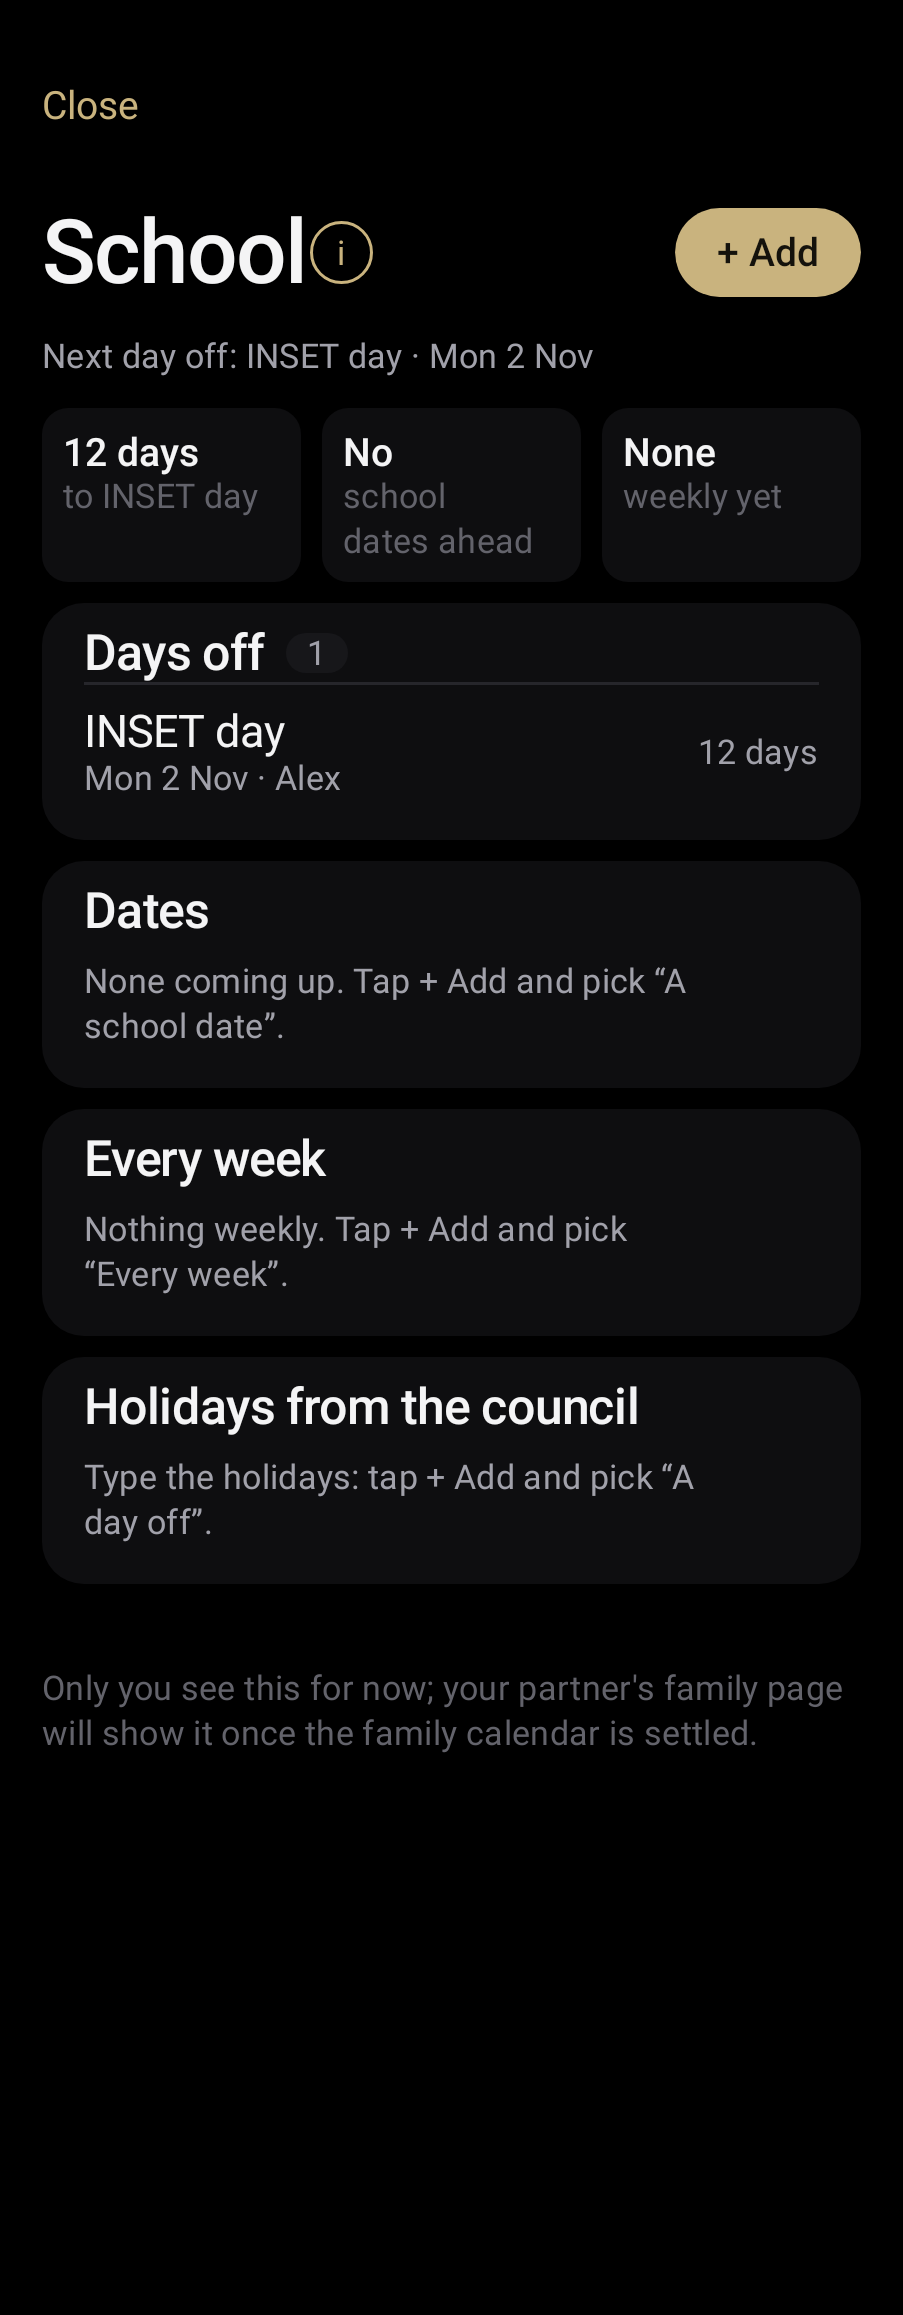 Close
School i
+ Add
Next day off: INSET day · Mon 2 Nov
12 days
to INSET day
No
school
dates ahead
None
weekly yet
Days off 1
INSET day
Mon 2 Nov · Alex
12 days
Dates
None coming up. Tap + Add and pick “A
school date”.
Every week
Nothing weekly. Tap + Add and pick
“Every week”.
Holidays from the council
Type the holidays: tap + Add and pick “A
day off”.
Only you see this for now; your partner's family page
will show it once the family calendar is settled.